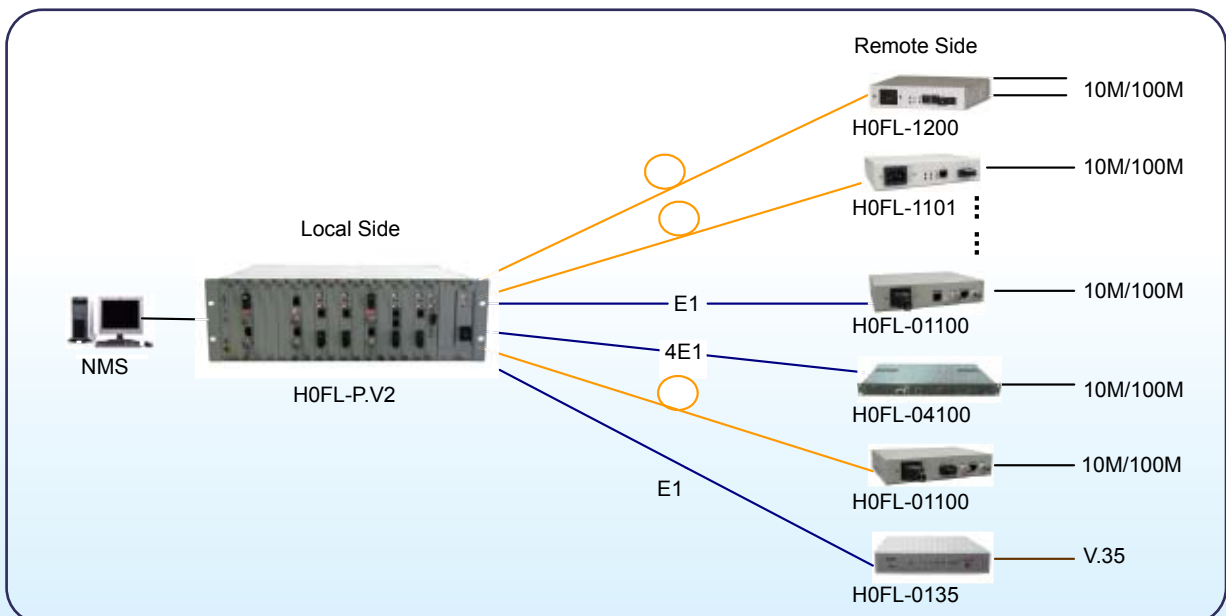 Remote Side
10M/100M
H0FL-1200
10M/100M
H0FL-1101
Local Side
E1
10M/100M
H0FL-01100
NMS
H0FL-P.V2
4E1
10M/100M
H0FL-04100
10M/100M
H0FL-01100
E1
V.35
H0FL-0135